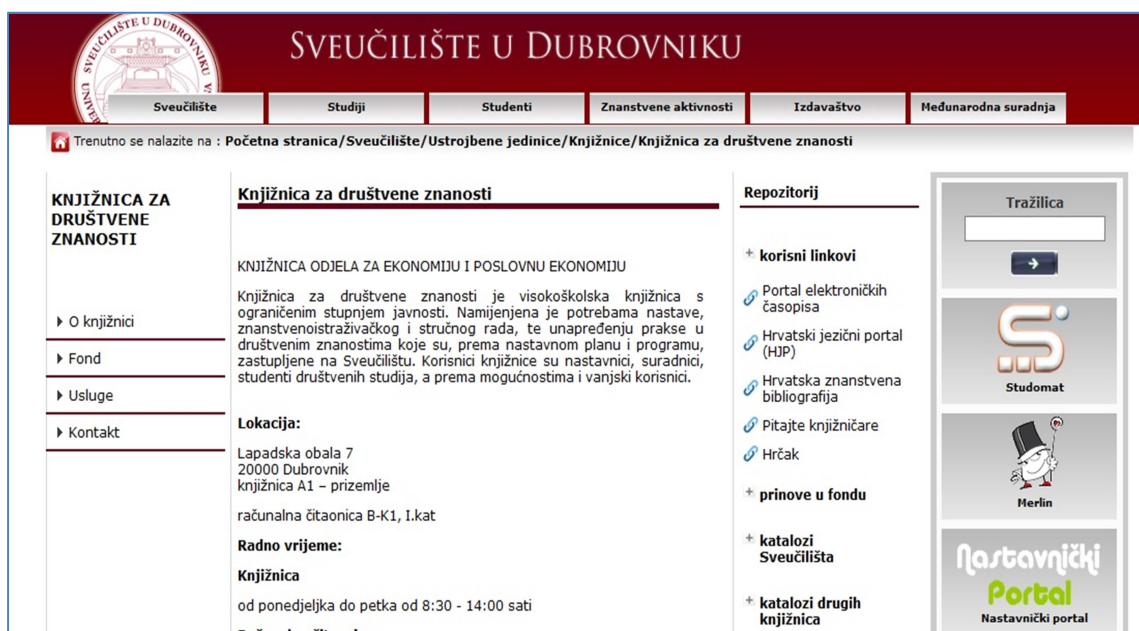 SVEUČILIŠTE U DUBROVNIKU
Sveučilište
Studiji
Studenti
Znanstvene aktivnosti
Izdavaštvo
Međunarodna suradnja
Trenutno se nalazite na : Početna stranica/Sveučilište/Ustrojbene jedinice/Knjižnice/Knjižnica za društvene znanosti
KNJIŽNICA ZA
DRUŠTVENE
ZNANOSTI
O knjižnici
Fond
Usluge
Kontakt
Knjižnica za društvene znanosti
KNJIŽNICA ODJELA ZA EKONOMIJU I POSLOVNU EKONOMIJU
Knjižnica za društvene znanosti je visokoškolska knjižnica s
ograničenim stupnjem javnosti. Namijenjena je potrebama nastave,
znanstvenoistraživačkog i stručnog rada, te unapređenju prakse u
društvenim znanostima koje su, prema nastavnom planu i programu,
zastupljene na Sveučilištu. Korisnici knjižnice su nastavnici, suradnici,
studenti društvenih studija, a prema mogućnostima i vanjski korisnici.
Lokacija:
Lapadska obala 7
20000 Dubrovnik
knjižnica A1 – prizemlje
računalna čitaonica B-K1, I.kat
Radno vrijeme:
Knjižnica
od ponedjeljka do petka od 8:30 - 14:00 sati
Repozitorij
korisni linkovi
Portal elektroničkih
časopisa
Hrvatski jezični portal
(HJP)
Hrvatska znanstvena
bibliografija
Pitajte knjižničare
Hrčak
prinove u fondu
katalozi
Sveučilišta
katalozi drugih
knjižnica
Tražilica
Studomat
Merlin
Nastavnički
Portal
Nastavnički portal